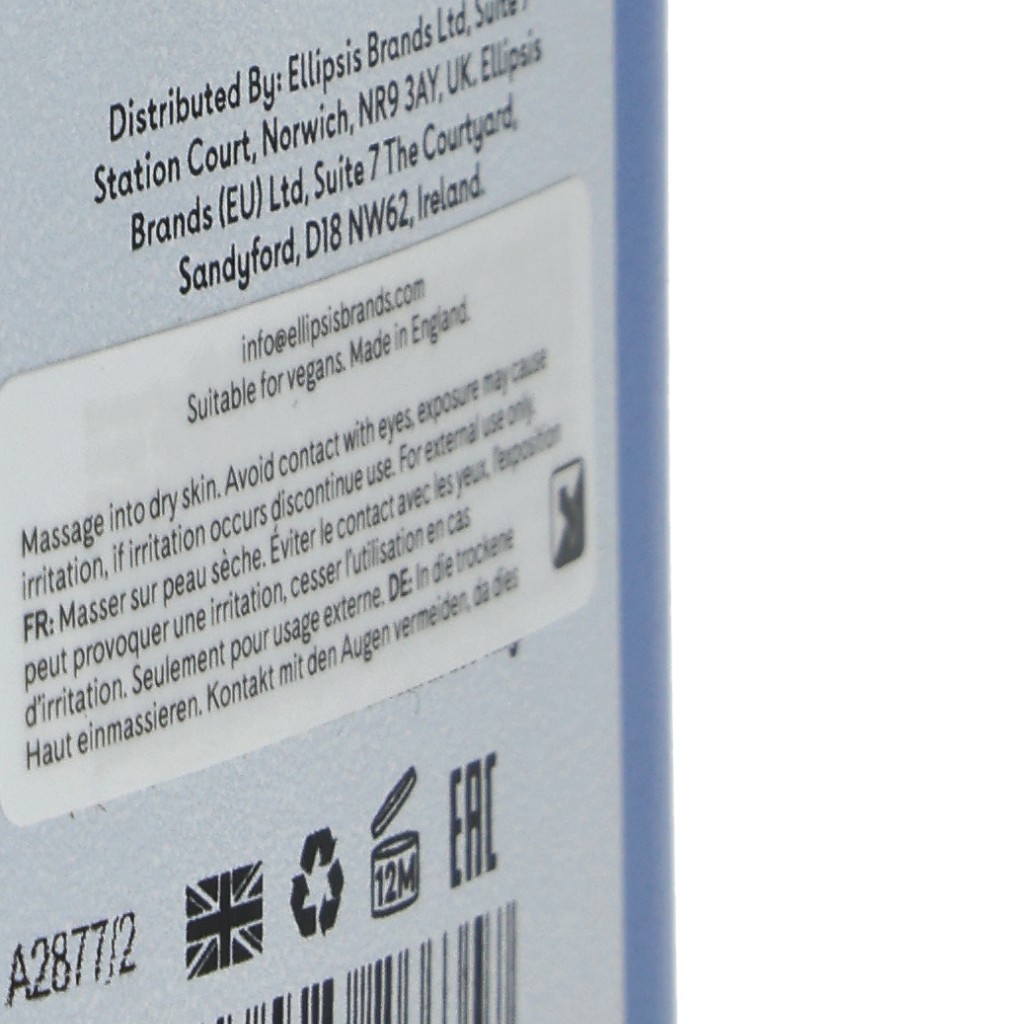 Distributed By: Ellipsis Brands Ltd, Suite 7
Station Court, Norwich, NR9 3AY, UK. Ellipsis
Brands (EU) Ltd, Suite 7 The Courtyard,
Sandyford, D18 NW62, Ireland.
info@ellipsisbrands.com
Suitable for vegans. Made in England.
Massage into dry skin. Avoid contact with eyes, exposure may cause
irritation, if irritation occurs discontinue use. For external use only.
FR: Masser sur peau sèche. Éviter le contact avec les yeux, l'exposition
peut provoquer une irritation, cesser l'utilisation en cas
d'irritation. Seulement pour usage externe. DE: In die trockene
Haut einmassieren. Kontakt mit den Augen vermeiden, da dies
12M
EAC
A2877/2